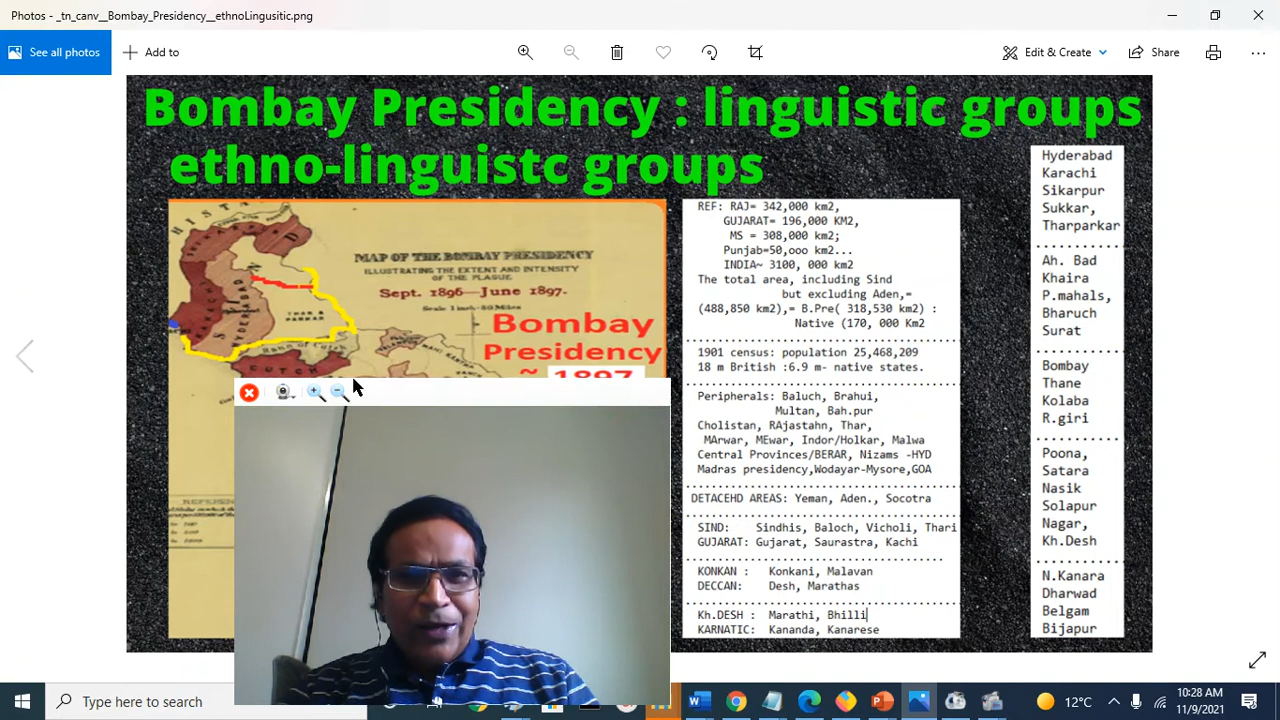 Photos - _tn_canv__Bombay_Presidency__ethnoLingusitic.png
See all photos
Add to
Edit & Create
Share
Bombay Presidency : linguistic groups
ethno-linguistc groups
MAP OF THE BOMBAY PRESIDENCY
ILLUSTRATING THE EXTENT AND INTENSITY
OF THE PLAGUE
Sept. 1896—June 1897.
Bombay
Presidency
~ 1897
THAR &
PARKAR
CUTCH
REF: RAJ= 342,000 km2,
GUJARAT= 196,000 KM2,
MS = 308,000 km2;
Punjab=50,ooo km2...
INDIA~ 3100, 000 km2
The total area, including Sind
but excluding Aden,=
(488,850 km2),= B.Pre( 318,530 km2) :
Native (170, 000 Km2
1901 census: population 25,468,209
18 m British :6.9 m- native states.
Peripherals: Baluch, Brahui,
Multan, Bah.pur
Cholistan, RAjastahn, Thar,
MArwar, MEwar, Indor/Holkar, Malwa
Central Provinces/BERAR, Nizams -HYD
Madras presidency,Wodayar-Mysore,GOA
DETACEHD AREAS: Yeman, Aden., Socotra
SIND: Sindhis, Baloch, Vicholi, Thari
GUJARAT: Gujarat, Saurastra, Kachi
KONKAN : Konkani, Malavan
DECCAN: Desh, Marathas
Kh.DESH : Marathi, Bhilli
KARNATIC: Kananda, Kanarese
Hyderabad
Karachi
Sikarpur
Sukkar,
Tharparkar
Ah. Bad
Khaira
P.mahals,
Bharuch
Surat
Bombay
Thane
Kolaba
R.giri
Poona,
Satara
Nasik
Solapur
Nagar,
Kh.Desh
N.Kanara
Dharwad
Belgam
Bijapur
Type here to search
12°C
10:28 AM
11/9/2021